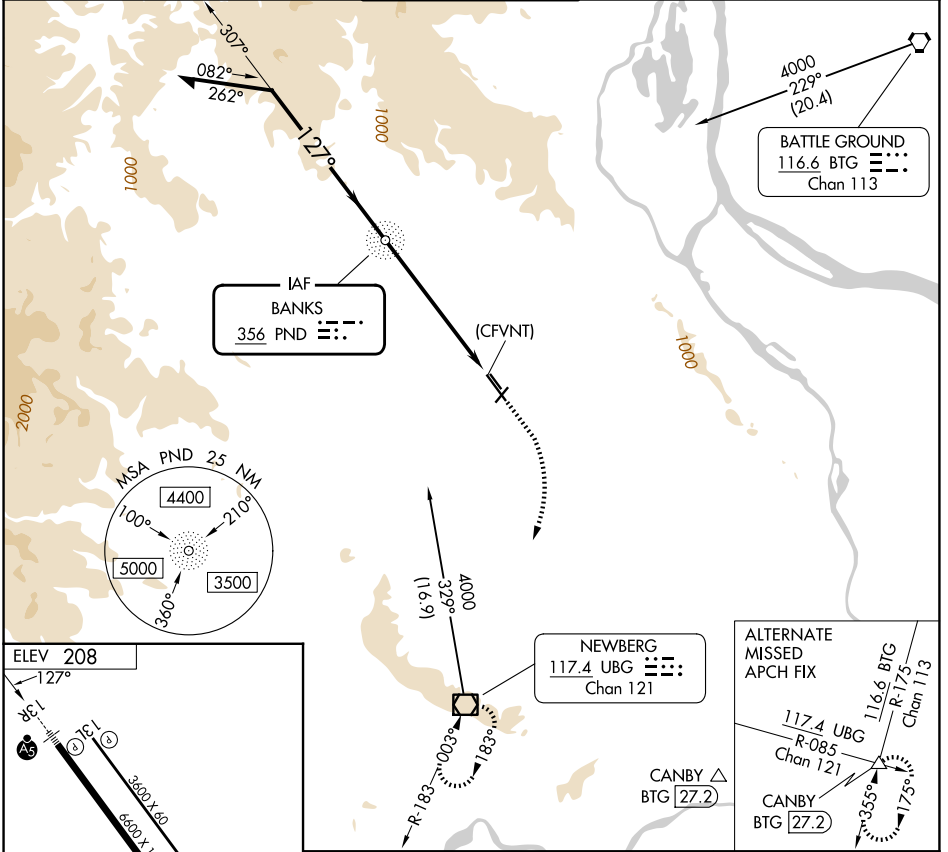 307°
082°
262°
127°
1000
1000
4000
229°
(20.4)
BATTLE GROUND
116.6 BTG
Chan 113
IAF
BANKS
356 PND
(CFVNT)
1000
2000
MSA PND 25 NM
4400
100°
210°
5000
3500
360°
4000
329°
(16.9)
NEWBERG
117.4 UBG
Chan 121
R-183
003°
183°
CANBY
BTG 27.2
ELEV 208
127°
13R
13L
P
P
A5
3600 X 60
6600 X
ALTERNATE
MISSED
APCH FIX
116.6 BTG
R-175
Chan 113
117.4 UBG
R-085
Chan 121
CANBY
BTG 27.2
355°
175°